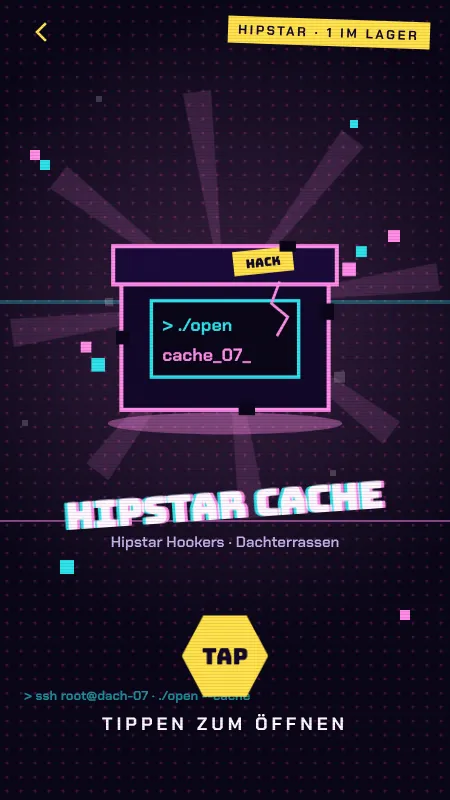 HIPSTAR · 1 IM LAGER
HACK
> ./open
cache_07_
HIPSTAR CACHE
Hipstar Hookers · Dachterrassen
TAP
> ssh root@dach-07 · ./open --cache
TIPPEN ZUM ÖFFNEN